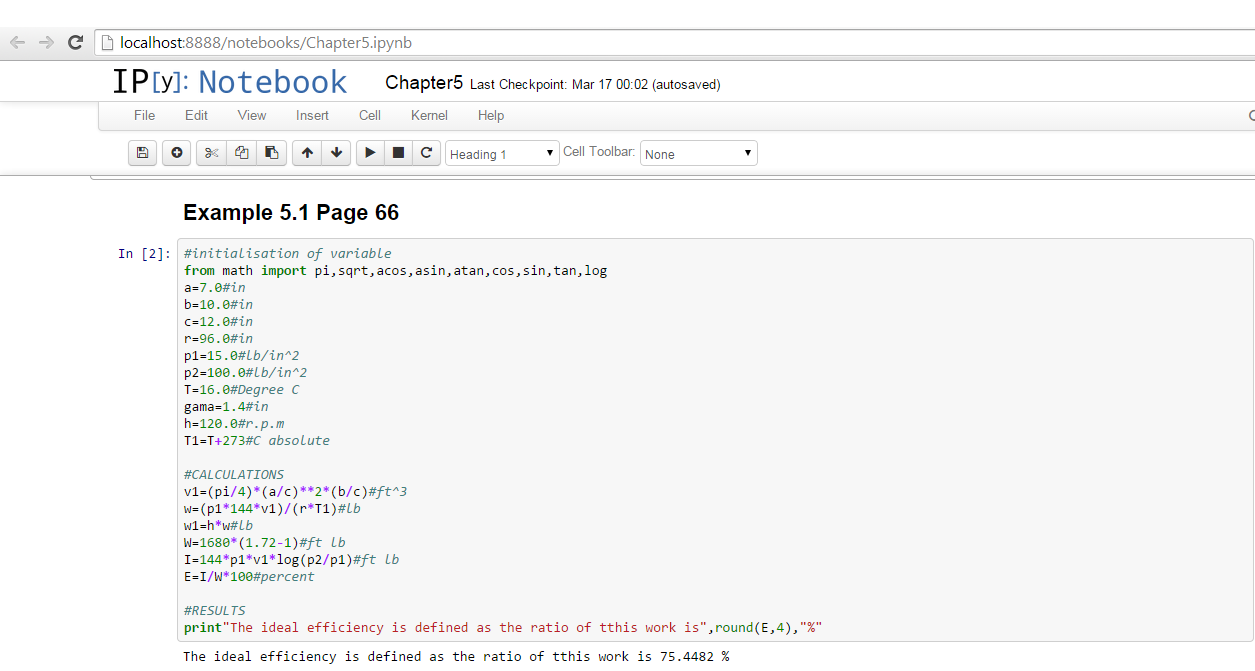 localhost:8888/notebooks/Chapter5.ipynb
IP[y]: Notebook Chapter5 Last Checkpoint: Mar 17 00:02 (autosaved)
File Edit View Insert Cell Kernel Help
Heading 1 Cell Toolbar: None
Example 5.1 Page 66
In [2]: #initialisation of variable
from math import pi,sqrt,acos,asin,atan,cos,sin,tan,log
a=7.0#in
b=10.0#in
c=12.0#in
r=96.0#in
p1=15.0#lb/in^2
p2=100.0#lb/in^2
T=16.0#Degree C
gama=1.4#in
h=120.0#r.p.m
T1=T+273#C absolute
#CALCULATIONS
v1=(pi/4)*(a/c)**2*(b/c)#ft^3
w=(p1*144*v1)/(r*T1)#lb
w1=h*w#lb
W=1680*(1.72-1)#ft lb
I=144*p1*v1*log(p2/p1)#ft lb
E=I/W*100#percent
#RESULTS
print"The ideal efficiency is defined as the ratio of tthis work is",round(E,4),"%"
The ideal efficiency is defined as the ratio of tthis work is 75.4482 %